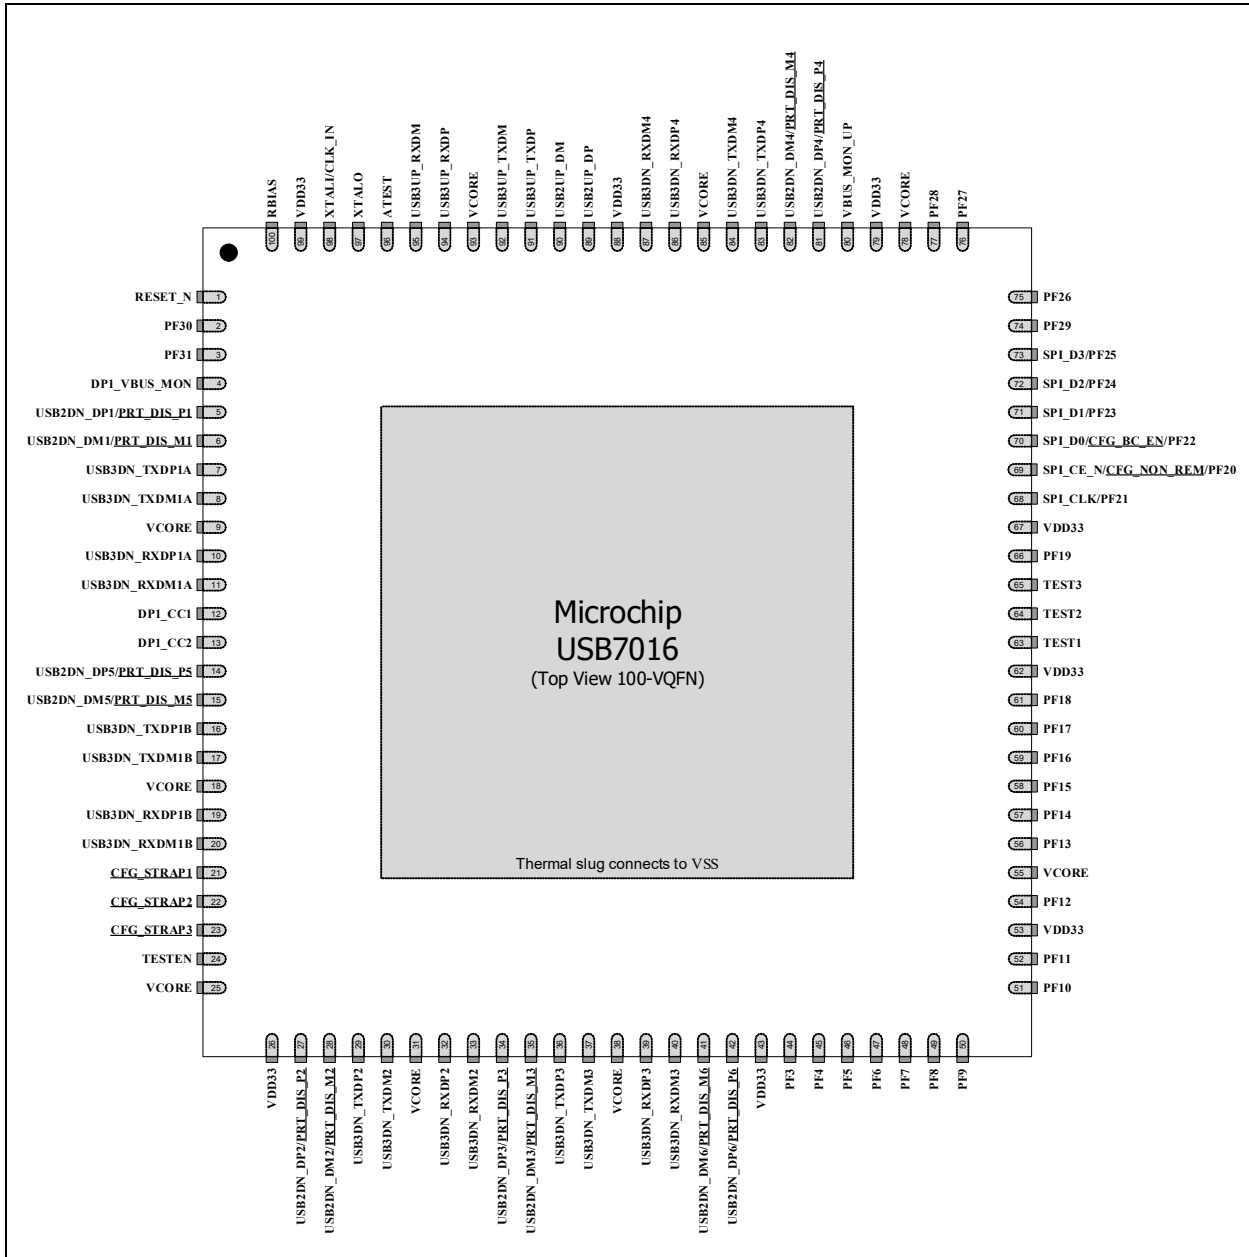 RBIAS
VDD33
XTALI/CLK_IN
XTALO
ATEST
USB3UP_RXDM
USB3UP_RXDP
VCORE
USB3UP_TXDM
USB3UP_TXDP
USB2UP_DM
USB2UP_DP
VDD33
USB3DN_RXDM4
USB3DN_RXDP4
VCORE
USB3DN_TXDM4
USB3DN_TXDP4
USB2DN_DM4/PRT_DIS_M4
USB2DN_DP4/PRT_DIS_P4
VBUS_MON_UP
VDD33
VCORE
PF28
PF27
100
99
98
97
96
95
94
93
92
91
90
89
88
87
86
85
84
83
82
81
80
79
78
77
76
RESET_N 1
PF30 2
PF31 3
DP1_VBUS_MON 4
USB2DN_DP1/PRT_DIS_P1 5
USB2DN_DM1/PRT_DIS_M1 6
USB3DN_TXDP1A 7
USB3DN_TXDM1A 8
VCORE 9
USB3DN_RXDP1A 10
USB3DN_RXDM1A 11
DP1_CC1 12
DP1_CC2 13
USB2DN_DP5/PRT_DIS_P5 14
USB2DN_DM5/PRT_DIS_M5 15
USB3DN_TXDP1B 16
USB3DN_TXDM1B 17
VCORE 18
USB3DN_RXDP1B 19
USB3DN_RXDM1B 20
CFG_STRAP1 21
CFG_STRAP2 22
CFG_STRAP3 23
TESTEN 24
VCORE 25
Microchip
USB7016
(Top View 100-VQFN)
Thermal slug connects to VSS
75 PF26
74 PF29
73 SPI_D3/PF25
72 SPI_D2/PF24
71 SPI_D1/PF23
70 SPI_D0/CFG_BC_EN/PF22
69 SPI_CE_N/CFG_NON_REM/PF20
68 SPI_CLK/PF21
67 VDD33
66 PF19
65 TEST3
64 TEST2
63 TEST1
62 VDD33
61 PF18
60 PF17
59 PF16
58 PF15
57 PF14
56 PF13
55 VCORE
54 PF12
53 VDD33
52 PF11
51 PF10
26
27
28
29
30
31
32
33
34
35
36
37
38
39
40
41
42
43
44
45
46
47
48
49
50
VDD33
USB2DN_DP2/PRT_DIS_P2
USB2DN_DM2/PRT_DIS_M2
USB3DN_TXDP2
USB3DN_TXDM2
VCORE
USB3DN_RXDP2
USB3DN_RXDM2
USB2DN_DP3/PRT_DIS_P3
USB2DN_DM3/PRT_DIS_M3
USB3DN_TXDP3
USB3DN_TXDM3
VCORE
USB3DN_RXDP3
USB3DN_RXDM3
USB2DN_DM6/PRT_DIS_M6
USB2DN_DP6/PRT_DIS_P6
VDD33
PF3
PF4
PF5
PF6
PF7
PF8
PF9